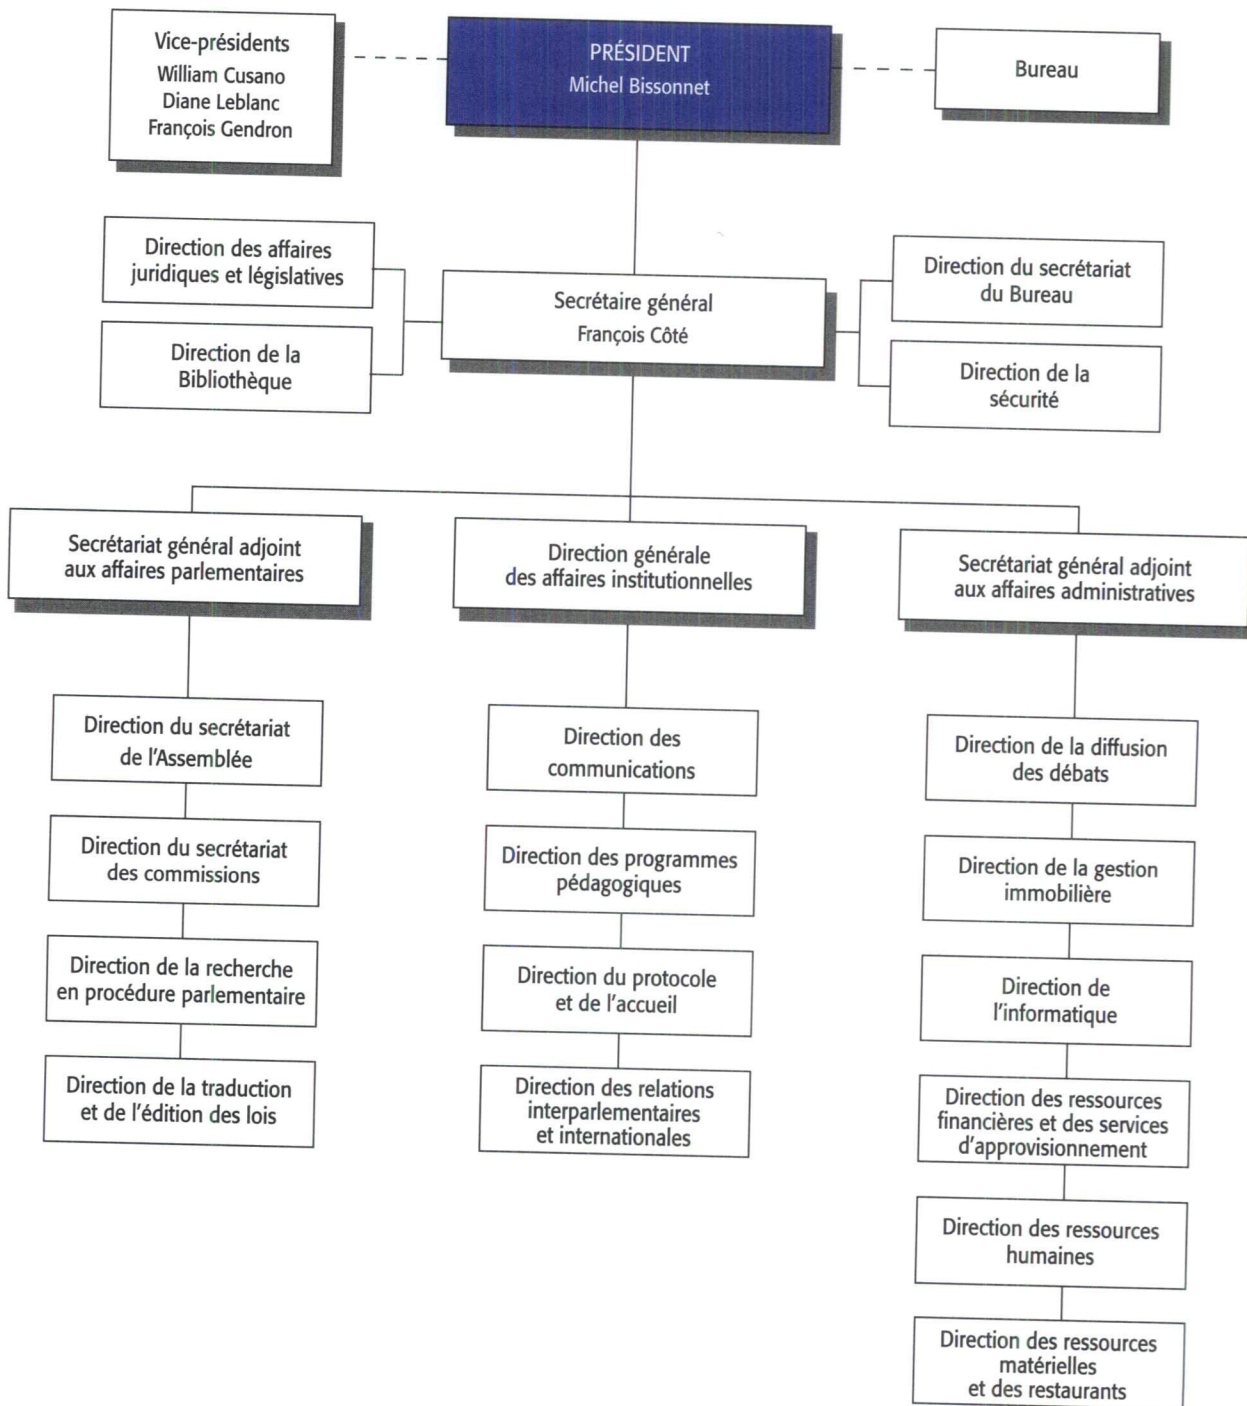 Vice-présidents
William Cusano
Diane Leblanc
François Gendron
PRÉSIDENT
Michel Bissonnet
Bureau
Direction des affaires
juridiques et législatives
Direction de la
Bibliothèque
Secrétaire général
François Côté
Direction du secrétariat
du Bureau
Direction de la
sécurité
Secrétariat général adjoint
aux affaires parlementaires
Direction générale
des affaires institutionnelles
Secrétariat général adjoint
aux affaires administratives
Direction du secrétariat
de l'Assemblée
Direction du secrétariat
des commissions
Direction de la recherche
en procédure parlementaire
Direction de la traduction
et de l'édition des lois
Direction des
communications
Direction des programmes
pédagogiques
Direction du protocole
et de l'accueil
Direction des relations
interparlementaires
et internationales
Direction de la diffusion
des débats
Direction de la gestion
immobilière
Direction de
l'informatique
Direction des ressources
financières et des services
d'approvisionnement
Direction des ressources
humaines
Direction des ressources
matérielles
et des restaurants